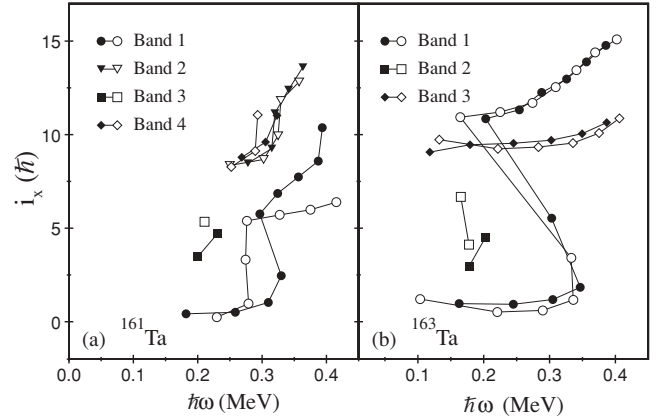 Band 1
Band 2
Band 3
Band 4
Band 1
Band 2
Band 3
15
10
5
0
iₓ (ħ)
(a) ¹⁶¹Ta
(b) ¹⁶³Ta
0.0 0.1 0.2 0.3 0.4
0.1 0.2 0.3 0.4
ħω (MeV)
ħω (MeV)